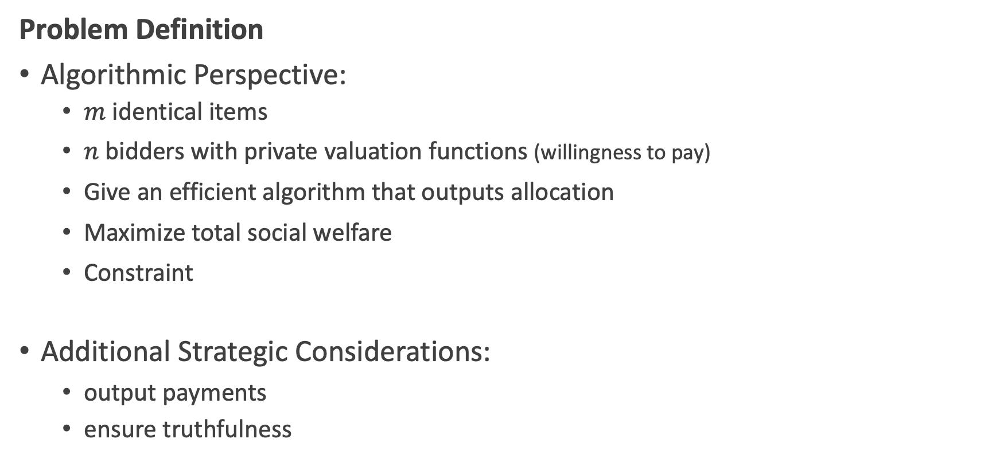 Problem Definition
• Algorithmic Perspective:
• m identical items
• n bidders with private valuation functions (willingness to pay)
• Give an efficient algorithm that outputs allocation
• Maximize total social welfare
• Constraint
• Additional Strategic Considerations:
• output payments
• ensure truthfulness